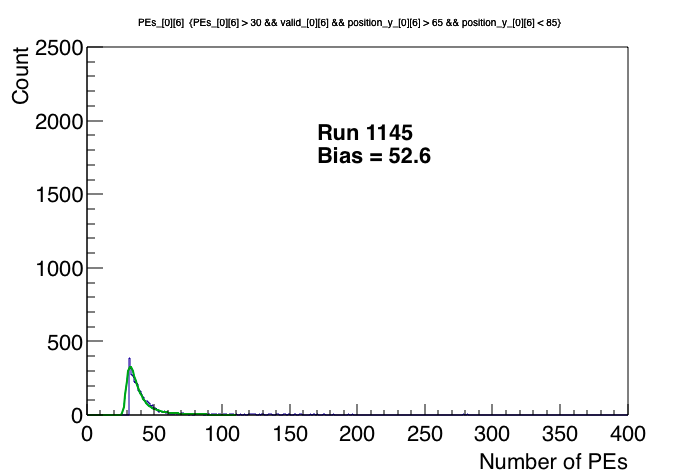 PEs_[0][6] {PEs_[0][6] > 30 && valid_[0][6] && position_y_[0][6] > 65 && position_y_[0][6] < 85}
Count
2500
2000
1500
1000
500
0
Run 1145
Bias = 52.6
0 50 100 150 200 250 300 350 400
Number of PEs